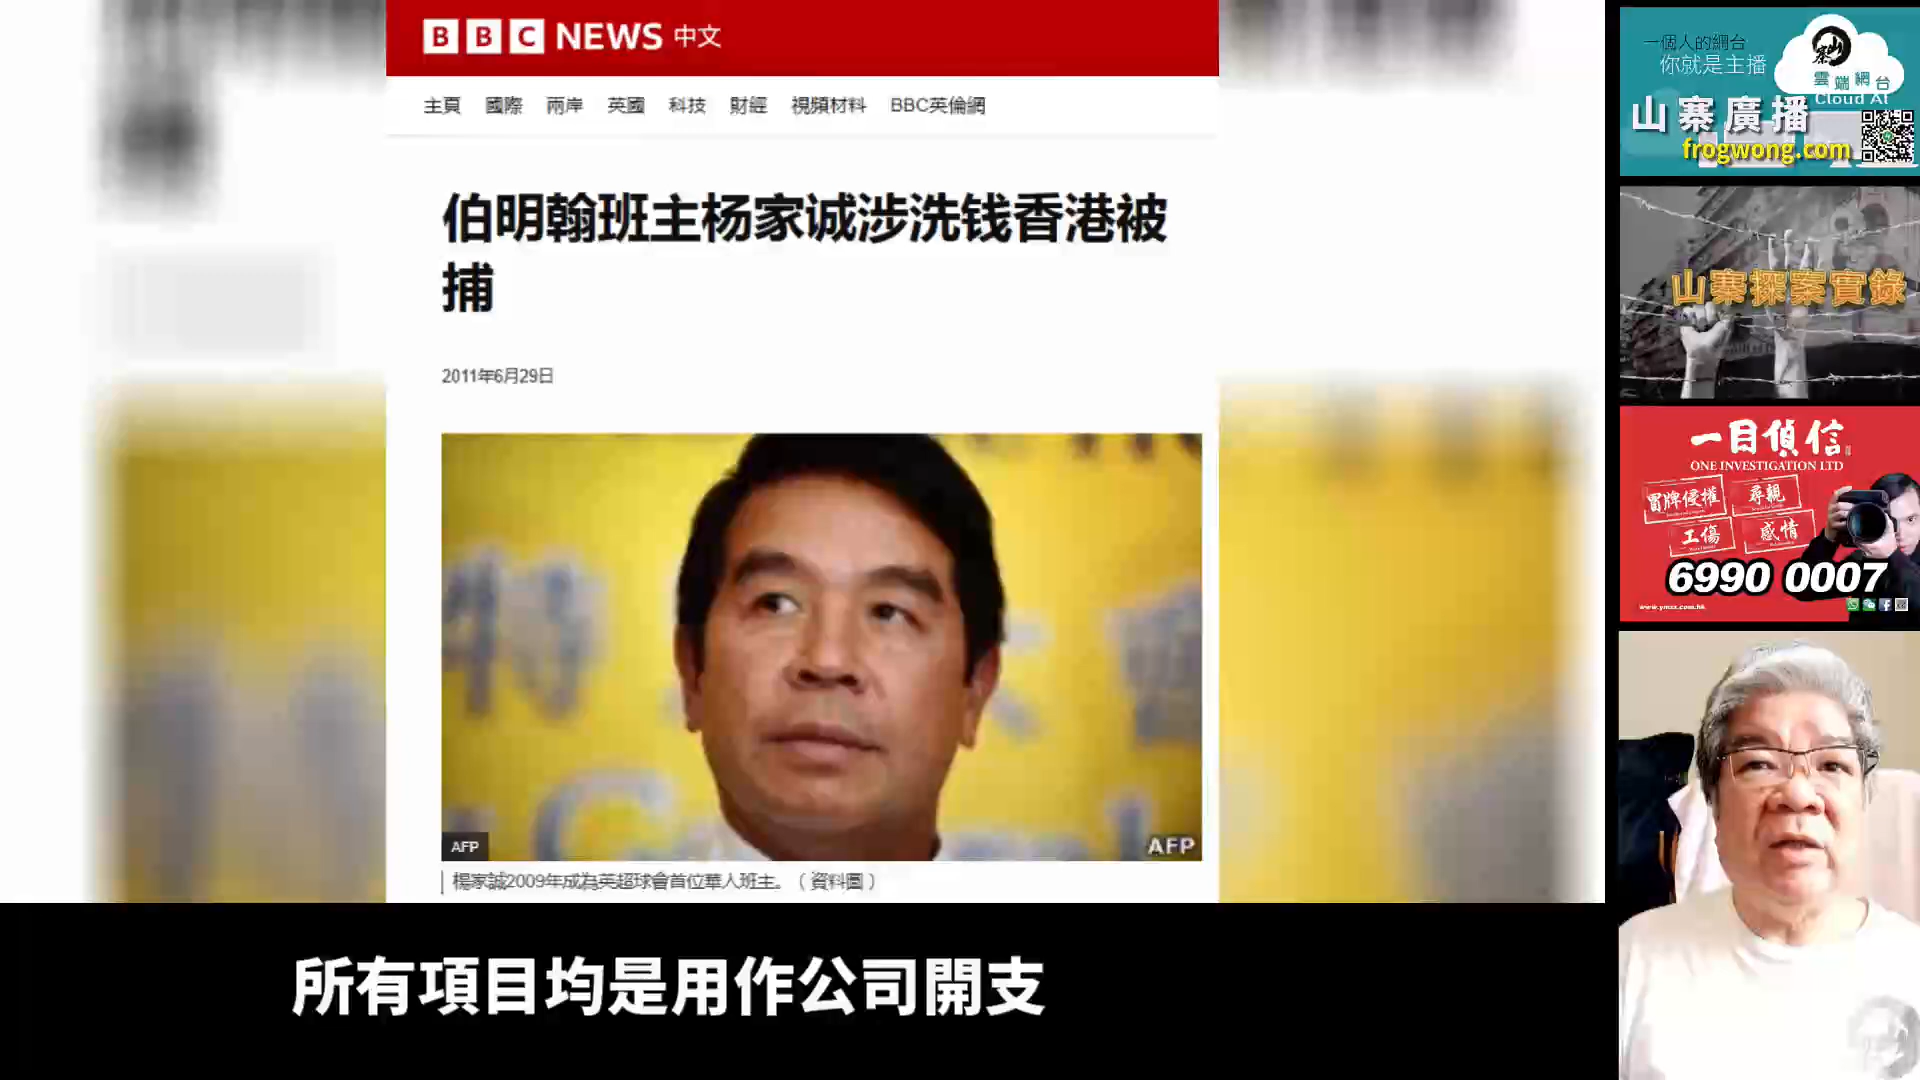 BBC NEWS 中文
主頁 國際 兩岸 英國 科技 財經 視頻材料 BBC英倫網
伯明翰班主杨家诚涉洗钱香港被
捕
2011年6月29日
AFP
AFP
楊家誠2009年成為英超球會首位華人班主。（資料圖）
所有項目均是用作公司開支
一個人的網台
你就是主播
雲端網台
Cloud AI
山寨廣播
frogwong.com
山寨探案實錄
一目偵信
ONE INVESTIGATION LTD
冒牌侵權
尋親
工傷
感情
6990 0007
www.ymzx.com.hk